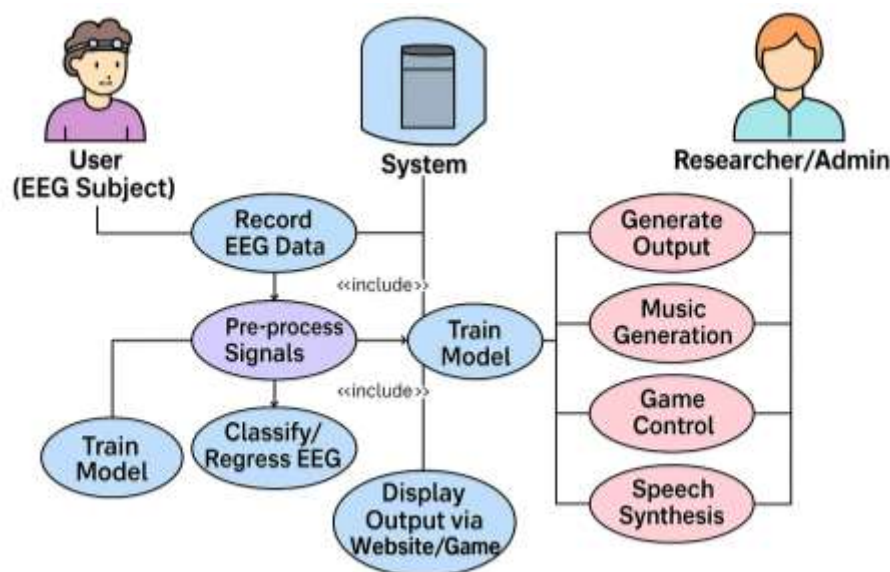 User
(EEG Subject)
System
Researcher/Admin
Record
EEG Data
Generate
Output
<<include>>
Pre-process
Signals
Train
Model
Music
Generation
<<include>>
Train
Model
Classify/
Regress EEG
Game
Control
Display
Output via
Website/Game
Speech
Synthesis